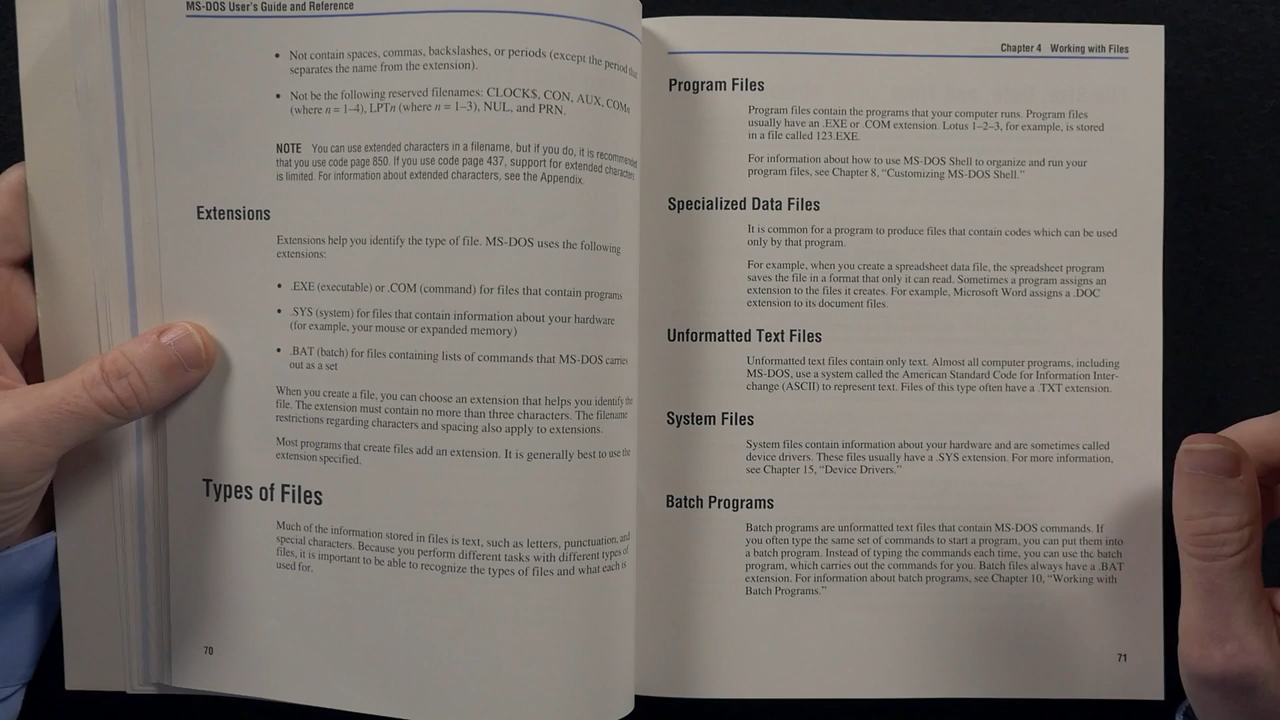 MS-DOS User's Guide and Reference
• Not contain spaces, commas, backslashes, or periods (except the period that
separates the name from the extension).
• Not be the following reserved filenames: CLOCK$, CON, AUX, COMn
(where n = 1–4), LPTn (where n = 1–3), NUL, and PRN.
NOTE You can use extended characters in a filename, but if you do, it is recommended
that you use code page 850. If you use code page 437, support for extended characters
is limited. For information about extended characters, see the Appendix.
Extensions
Extensions help you identify the type of file. MS-DOS uses the following
extensions:
• .EXE (executable) or .COM (command) for files that contain programs
• .SYS (system) for files that contain information about your hardware
(for example, your mouse or expanded memory)
• .BAT (batch) for files containing lists of commands that MS-DOS carries
out as a set
When you create a file, you can choose an extension that helps you identify the
file. The extension must contain no more than three characters. The filename
restrictions regarding characters and spacing also apply to extensions.
Most programs that create files add an extension. It is generally best to use the
extension specified.
Types of Files
Much of the information stored in files is text, such as letters, punctuation, and
special characters. Because you perform different tasks with different types of
files, it is important to be able to recognize the types of files and what each is
used for.
70
Chapter 4 Working with Files
Program Files
Program files contain the programs that your computer runs. Program files
usually have an .EXE or .COM extension. Lotus 1–2–3, for example, is stored
in a file called 123.EXE.
For information about how to use MS-DOS Shell to organize and run your
program files, see Chapter 8, "Customizing MS-DOS Shell."
Specialized Data Files
It is common for a program to produce files that contain codes which can be used
only by that program.
For example, when you create a spreadsheet data file, the spreadsheet program
saves the file in a format that only it can read. Sometimes a program assigns an
extension to the files it creates. For example, Microsoft Word assigns a .DOC
extension to its document files.
Unformatted Text Files
Unformatted text files contain only text. Almost all computer programs, including
MS-DOS, use a system called the American Standard Code for Information Inter-
change (ASCII) to represent text. Files of this type often have a .TXT extension.
System Files
System files contain information about your hardware and are sometimes called
device drivers. These files usually have a .SYS extension. For more information,
see Chapter 15, "Device Drivers."
Batch Programs
Batch programs are unformatted text files that contain MS-DOS commands. If
you often type the same set of commands to start a program, you can put them into
a batch program. Instead of typing the commands each time, you can use the batch
program, which carries out the commands for you. Batch files always have a .BAT
extension. For information about batch programs, see Chapter 10, "Working with
Batch Programs."
71